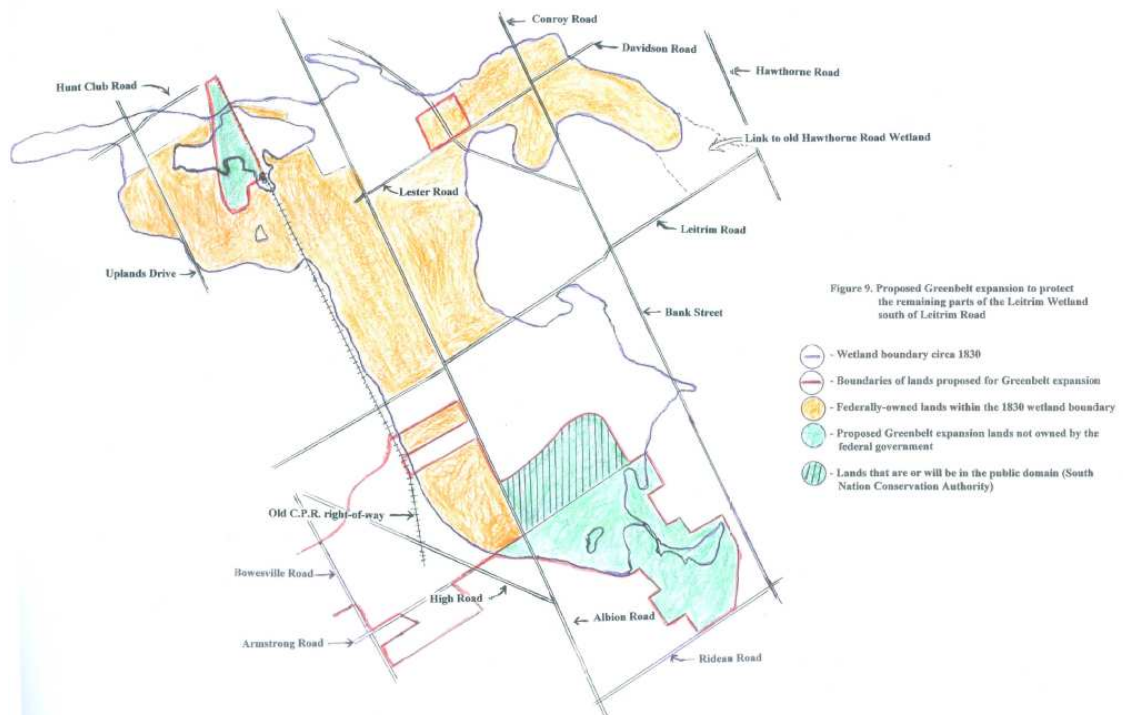 Conroy Road
Davidson Road
Hawthorne Road
Hunt Club Road
Link to old Hawthorne Road Wetland
Lester Road
Leitrim Road
Uplands Drive
Bank Street
Figure 9. Proposed Greenbelt expansion to protect
the remaining parts of the Leitrim Wetland
south of Leitrim Road
- Wetland boundary circa 1830
- Boundaries of lands proposed for Greenbelt expansion
- Federally-owned lands within the 1830 wetland boundary
- Proposed Greenbelt expansion lands not owned by the
federal government
- Lands that are or will be in the public domain (South
Nation Conservation Authority)
Old C.P.R. right-of-way
Bowesville Road
High Road
Albion Road
Armstrong Road
Rideau Road